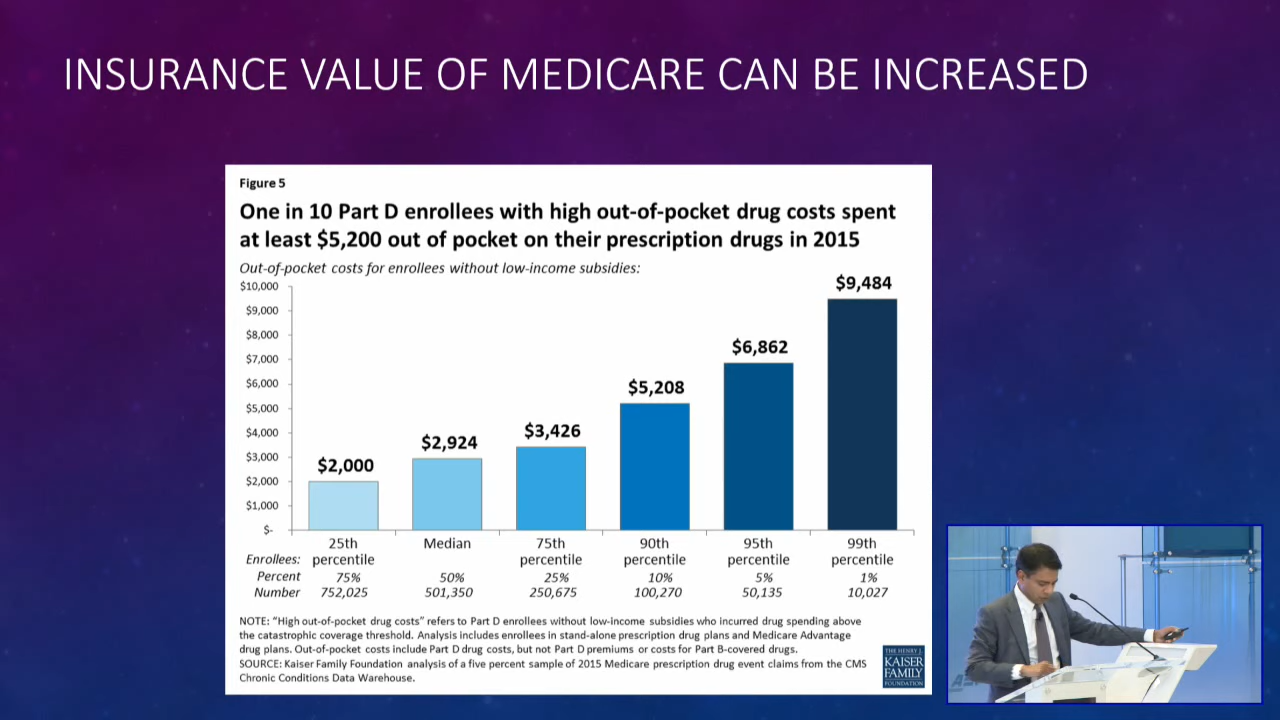 INSURANCE VALUE OF MEDICARE CAN BE INCREASED
Figure 5
One in 10 Part D enrollees with high out-of-pocket drug costs spent
at least $5,200 out of pocket on their prescription drugs in 2015
Out-of-pocket costs for enrollees without low-income subsidies:
$10,000
$9,000
$8,000
$7,000
$6,000
$5,000
$4,000
$3,000
$2,000
$1,000
$-
$2,000
$2,924
$3,426
$5,208
$6,862
$9,484
25th Median 75th 90th 95th 99th
Enrollees: percentile percentile percentile percentile percentile
Percent 75% 50% 25% 10% 5% 1%
Number 752,025 501,350 250,675 100,270 50,135 10,027
NOTE: “High out-of-pocket drug costs” refers to Part D enrollees without low-income subsidies who incurred drug spending above
the catastrophic coverage threshold. Analysis includes enrollees in stand-alone prescription drug plans and Medicare Advantage
drug plans. Out-of-pocket costs include Part D drug costs, but not Part D premiums or costs for Part B-covered drugs.
SOURCE: Kaiser Family Foundation analysis of a five percent sample of 2015 Medicare prescription drug event claims from the CMS
Chronic Conditions Data Warehouse.
THE HENRY J.
KAISER
FAMILY
FOUNDATION